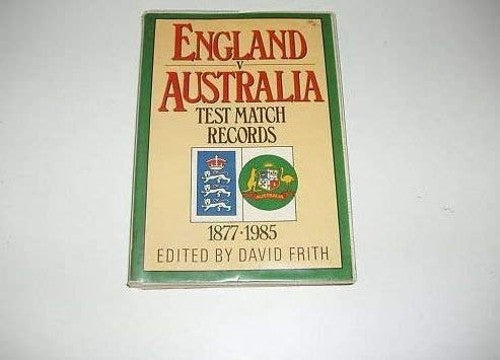 ENGLAND
v
AUSTRALIA
TEST MATCH
RECORDS
AUSTRALIA
1877·1985
EDITED BY DAVID FRITH